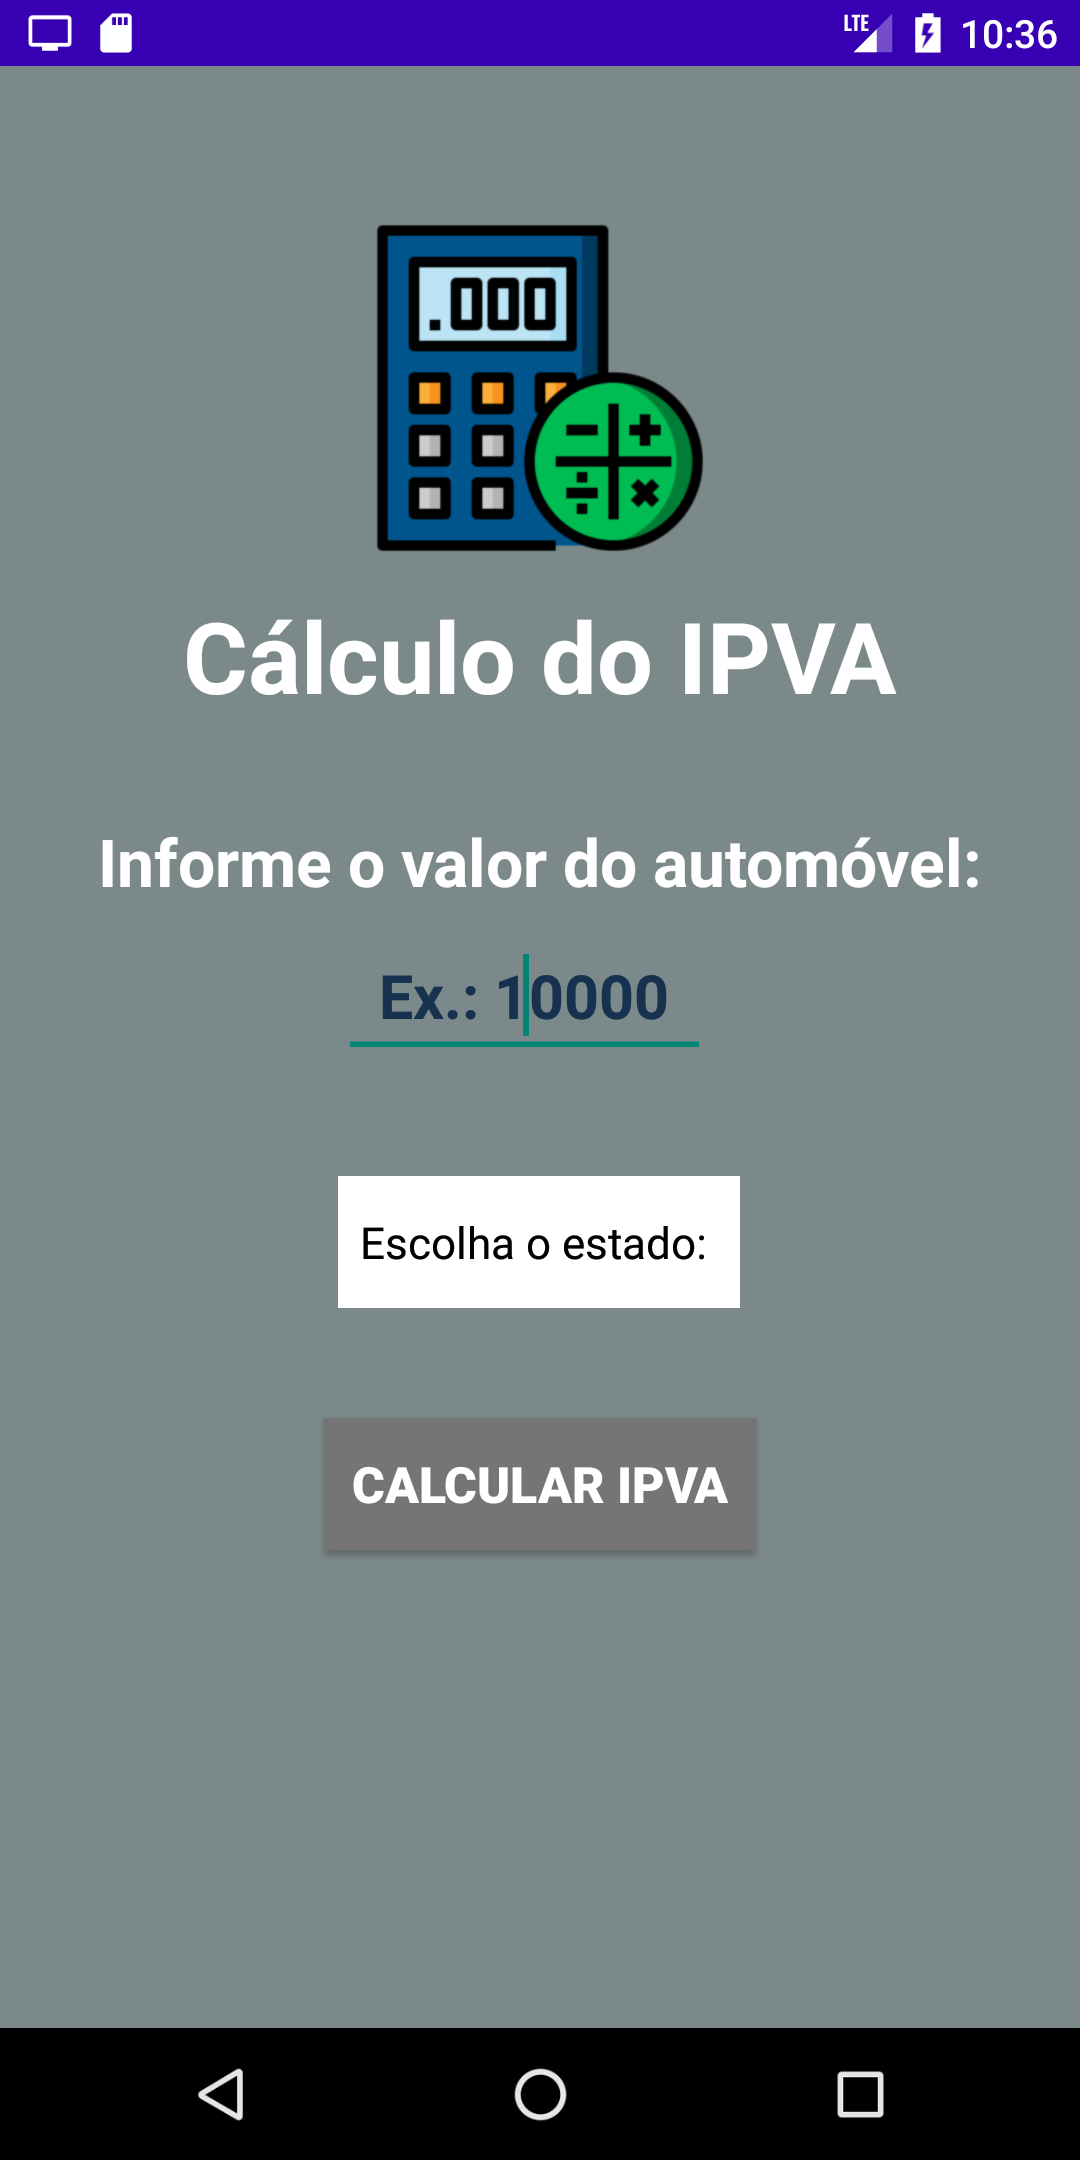 LTE 10:36
.000
Cálculo do IPVA
Informe o valor do automóvel:
Ex.: 10000
Escolha o estado:
CALCULAR IPVA